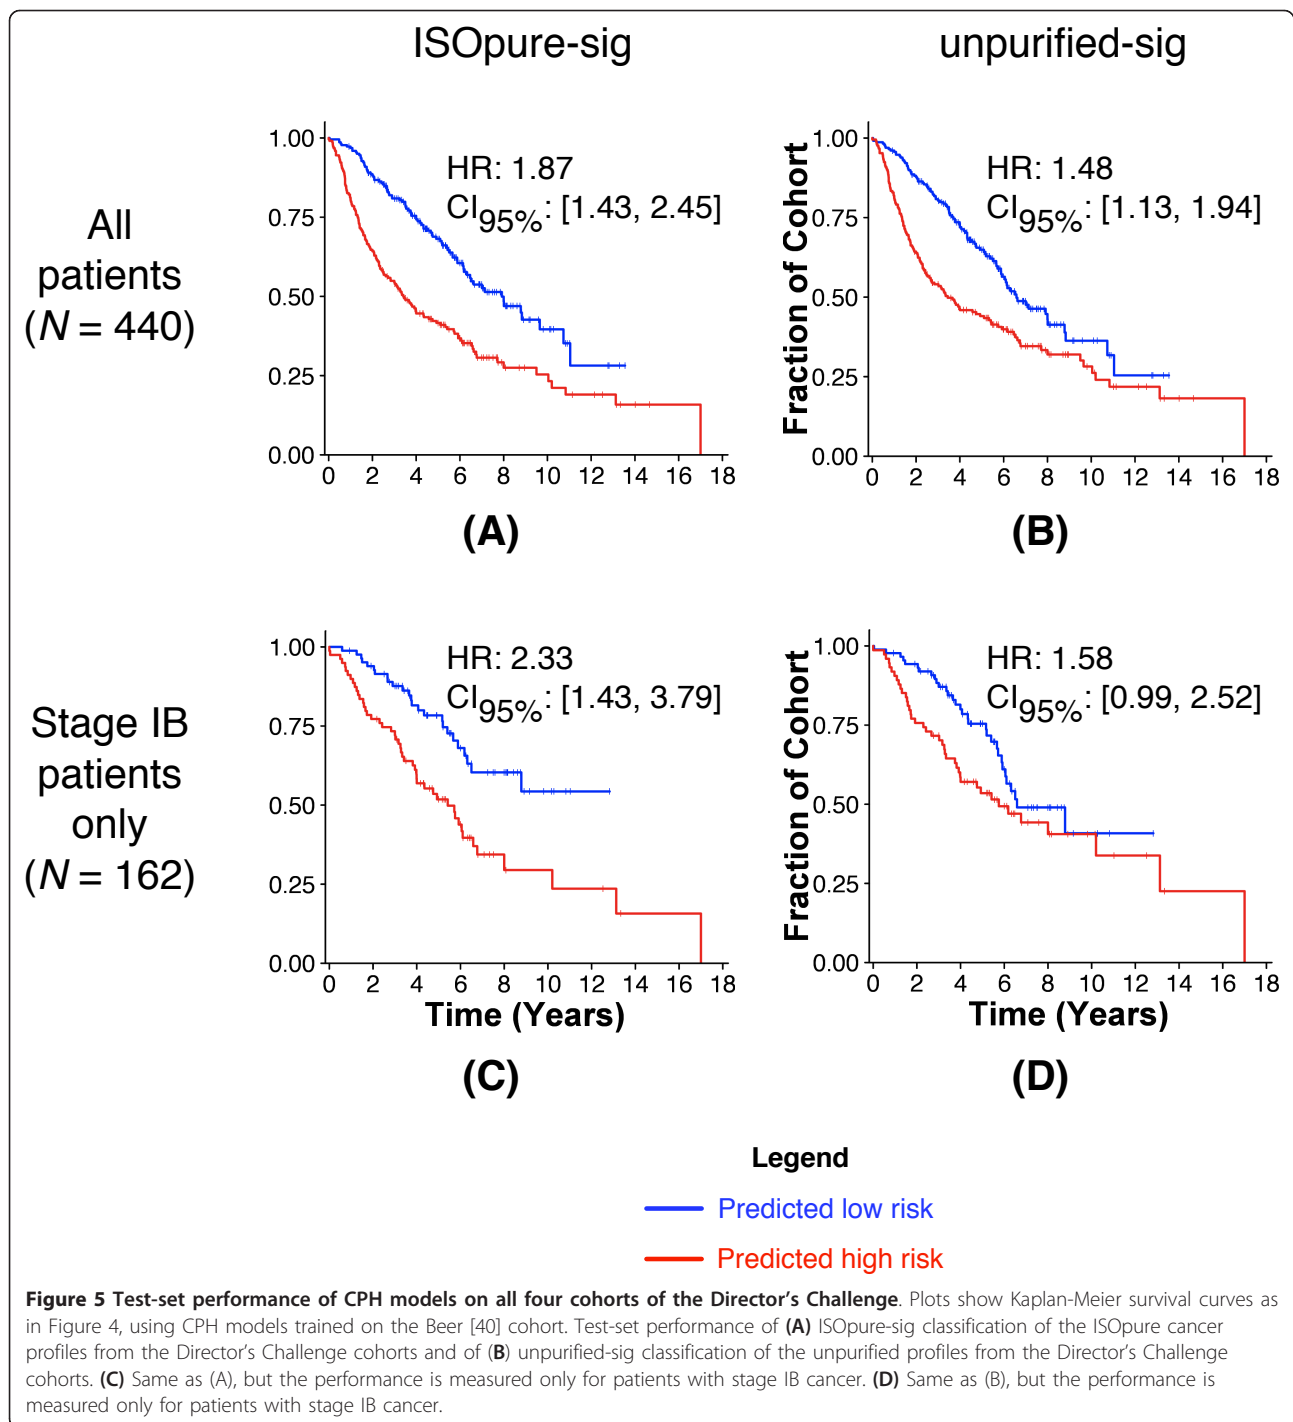 ISOpure-sig
unpurified-sig
All
patients
(N = 440)
1.00
0.75
0.50
0.25
0.00
HR: 1.87
CI95%: [1.43, 2.45]
0 2 4 6 8 10 12 14 16 18
(A)
Fraction of Cohort
1.00
0.75
0.50
0.25
0.00
HR: 1.48
CI95%: [1.13, 1.94]
0 2 4 6 8 10 12 14 16 18
(B)
Stage IB
patients
only
(N = 162)
1.00
0.75
0.50
0.25
0.00
HR: 2.33
CI95%: [1.43, 3.79]
0 2 4 6 8 10 12 14 16 18
Time (Years)
(C)
Fraction of Cohort
1.00
0.75
0.50
0.25
0.00
HR: 1.58
CI95%: [0.99, 2.52]
0 2 4 6 8 10 12 14 16 18
Time (Years)
(D)
Legend
Predicted low risk
Predicted high risk
Figure 5 Test-set performance of CPH models on all four cohorts of the Director's Challenge. Plots show Kaplan-Meier survival curves as
in Figure 4, using CPH models trained on the Beer [40] cohort. Test-set performance of (A) ISOpure-sig classification of the ISOpure cancer
profiles from the Director's Challenge cohorts and of (B) unpurified-sig classification of the unpurified profiles from the Director's Challenge
cohorts. (C) Same as (A), but the performance is measured only for patients with stage IB cancer. (D) Same as (B), but the performance is
measured only for patients with stage IB cancer.